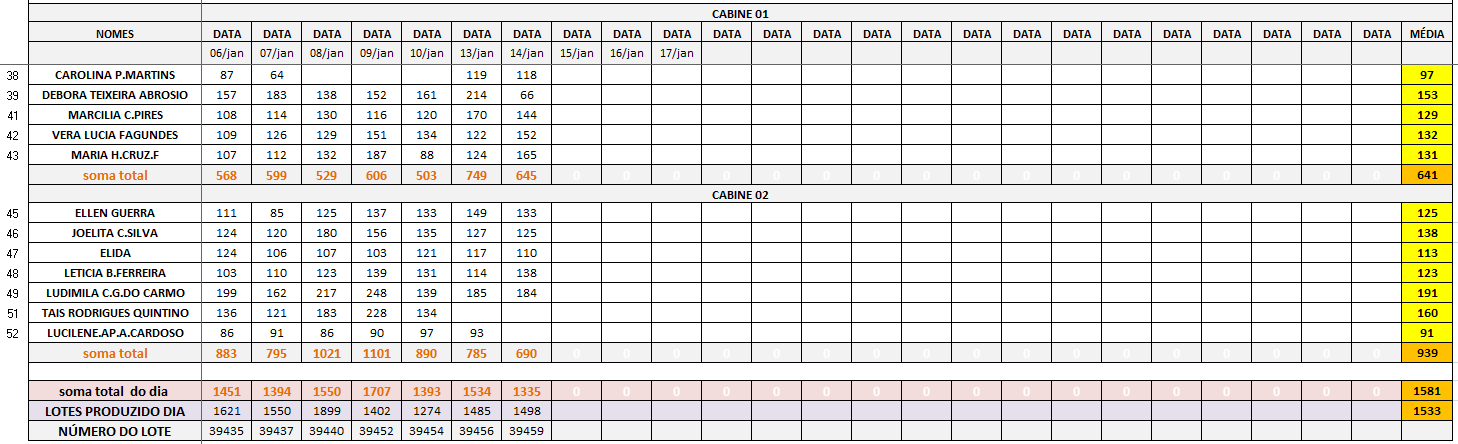 CABINE 01
NOMES DATA DATA DATA DATA DATA DATA DATA DATA DATA DATA DATA DATA DATA DATA DATA DATA DATA DATA DATA DATA DATA DATA DATA DATA MÉDIA
06/jan 07/jan 08/jan 09/jan 10/jan 13/jan 14/jan 15/jan 16/jan 17/jan
38 CAROLINA P.MARTINS 87 64 119 118 97
39 DEBORA TEIXEIRA ABROSIO 157 183 138 152 161 214 66 153
41 MARCILIA C.PIRES 108 114 130 116 120 170 144 129
42 VERA LUCIA FAGUNDES 109 126 129 151 134 122 152 132
43 MARIA H.CRUZ.F 107 112 132 187 88 124 165 131
soma total 568 599 529 606 503 749 645 0 0 0 0 0 0 0 0 0 0 0 0 0 0 0 0 0 641
CABINE 02
45 ELLEN GUERRA 111 85 125 137 133 149 133 125
46 JOELITA C.SILVA 124 120 180 156 135 127 125 138
47 ELIDA 124 106 107 103 121 117 110 113
48 LETICIA B.FERREIRA 103 110 123 139 131 114 138 123
49 LUDIMILA C.G.DO CARMO 199 162 217 248 139 185 184 191
51 TAIS RODRIGUES QUINTINO 136 121 183 228 134 160
52 LUCILENE.AP.A.CARDOSO 86 91 86 90 97 93 91
soma total 883 795 1021 1101 890 785 690 0 0 0 0 0 0 0 0 0 0 0 0 0 0 0 0 0 939
soma total do dia 1451 1394 1550 1707 1393 1534 1335 0 0 0 0 0 0 0 0 0 0 0 0 0 0 0 0 0 1581
LOTES PRODUZIDO DIA 1621 1550 1899 1402 1274 1485 1498 1533
NÚMERO DO LOTE 39435 39437 39440 39452 39454 39456 39459